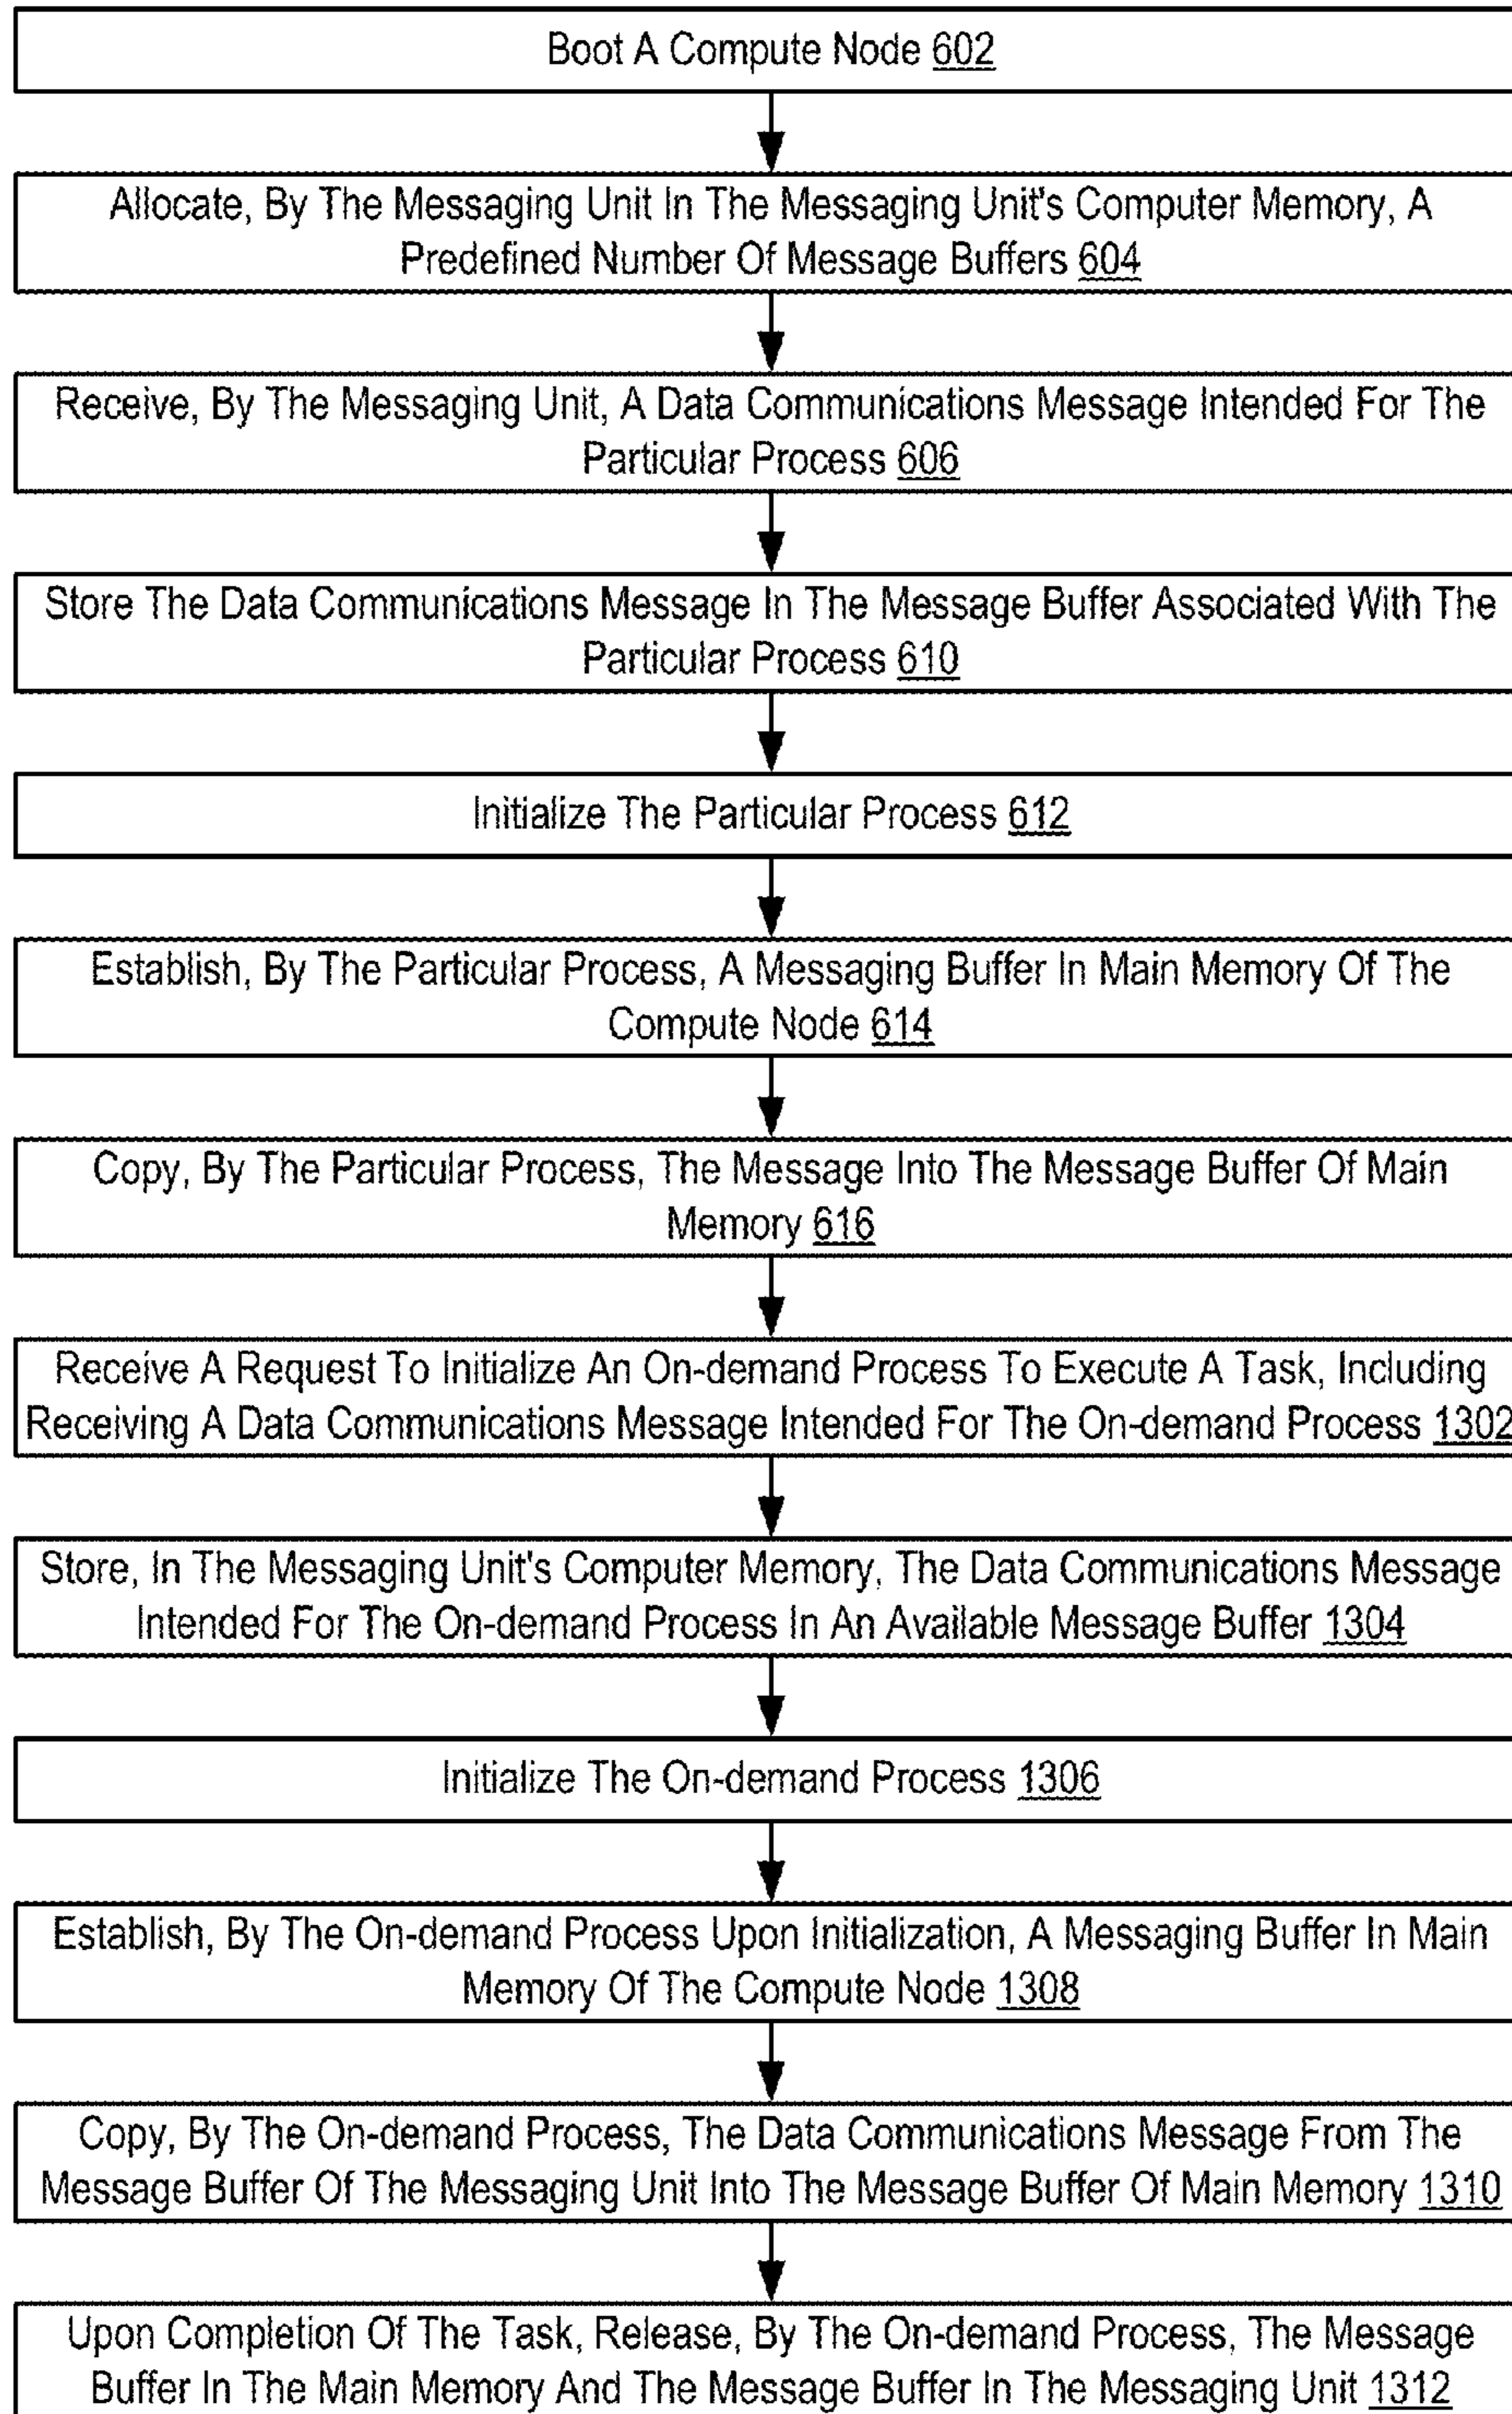 Boot A Compute Node 602
Allocate, By The Messaging Unit In The Messaging Unit's Computer Memory, A
Predefined Number Of Message Buffers 604
Receive, By The Messaging Unit, A Data Communications Message Intended For The
Particular Process 606
Store The Data Communications Message In The Message Buffer Associated With The
Particular Process 610
Initialize The Particular Process 612
Establish, By The Particular Process, A Messaging Buffer In Main Memory Of The
Compute Node 614
Copy, By The Particular Process, The Message Into The Message Buffer Of Main
Memory 616
Receive A Request To Initialize An On-demand Process To Execute A Task, Including
Receiving A Data Communications Message Intended For The On-demand Process 1302
Store, In The Messaging Unit's Computer Memory, The Data Communications Message
Intended For The On-demand Process In An Available Message Buffer 1304
Initialize The On-demand Process 1306
Establish, By The On-demand Process Upon Initialization, A Messaging Buffer In Main
Memory Of The Compute Node 1308
Copy, By The On-demand Process, The Data Communications Message From The
Message Buffer Of The Messaging Unit Into The Message Buffer Of Main Memory 1310
Upon Completion Of The Task, Release, By The On-demand Process, The Message
Buffer In The Main Memory And The Message Buffer In The Messaging Unit 1312